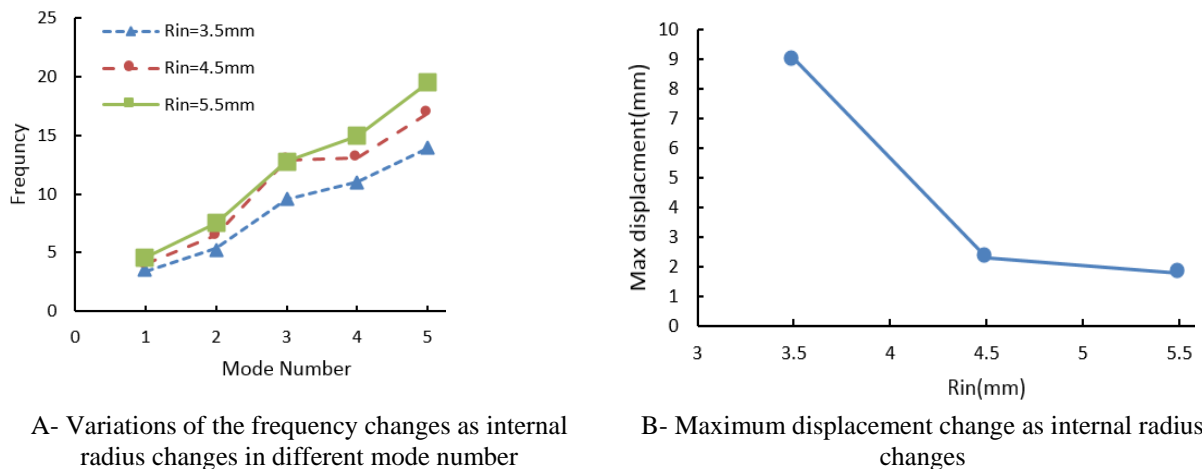 25
20
15
10
5
0
Frequncy
Rin=3.5mm
Rin=4.5mm
Rin=5.5mm
0 1 2 3 4 5
Mode Number
10
9
8
7
6
5
4
3
2
1
0
Max displacment(mm)
3 3.5 4 4.5 5 5.5
Rin(mm)
A- Variations of the frequency changes as internal
radius changes in different mode number
B- Maximum displacement change as internal radius
changes